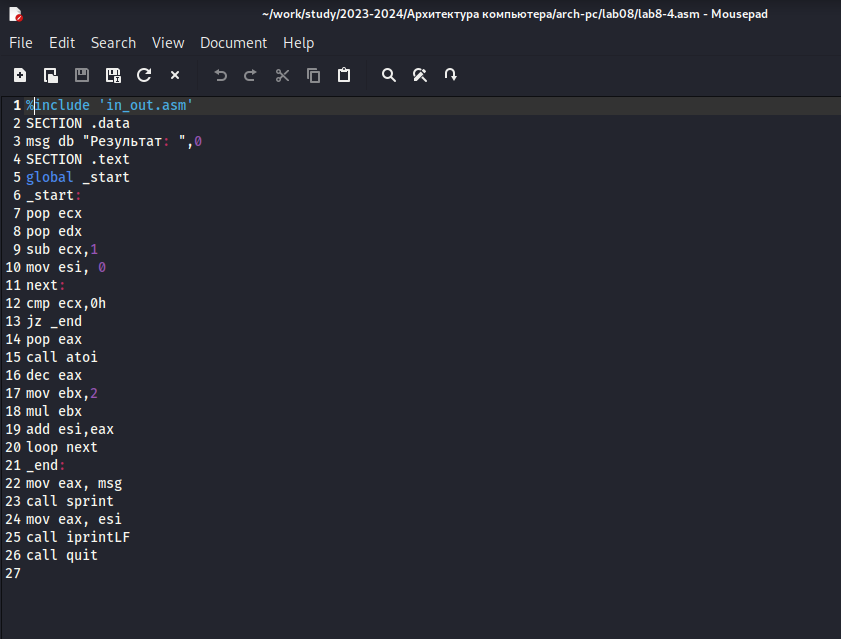 ~/work/study/2023-2024/Архитектура компьютера/arch-pc/lab08/lab8-4.asm - Mousepad
File Edit Search View Document Help
1 %include 'in_out.asm'
2 SECTION .data
3 msg db "Результат: ",0
4 SECTION .text
5 global _start
6 _start:
7 pop ecx
8 pop edx
9 sub ecx,1
10 mov esi, 0
11 next:
12 cmp ecx,0h
13 jz _end
14 pop eax
15 call atoi
16 dec eax
17 mov ebx,2
18 mul ebx
19 add esi,eax
20 loop next
21 _end:
22 mov eax, msg
23 call sprint
24 mov eax, esi
25 call iprintLF
26 call quit
27